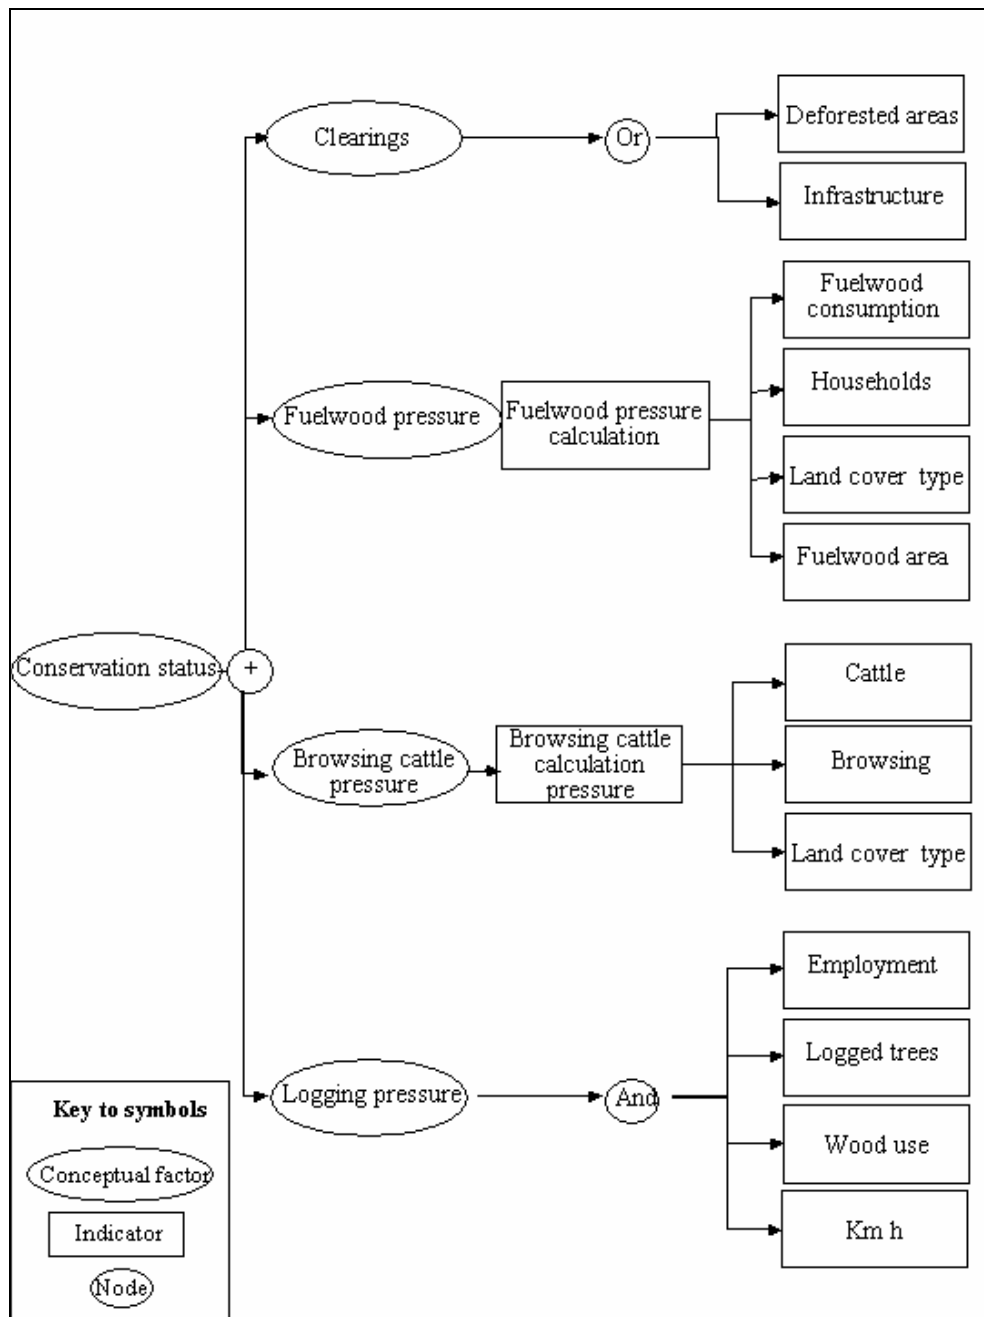 Clearings
Or
Deforested areas
Infrastructure
Fuelwood
consumption
Fuelwood pressure
Fuelwood pressure
calculation
Households
Land cover type
Fuelwood area
Conservation status
+
Browsing cattle
pressure
Browsing cattle
calculation
pressure
Cattle
Browsing
Land cover type
Logging pressure
And
Employment
Logged trees
Wood use
Km h
Key to symbols
Conceptual factor
Indicator
Node